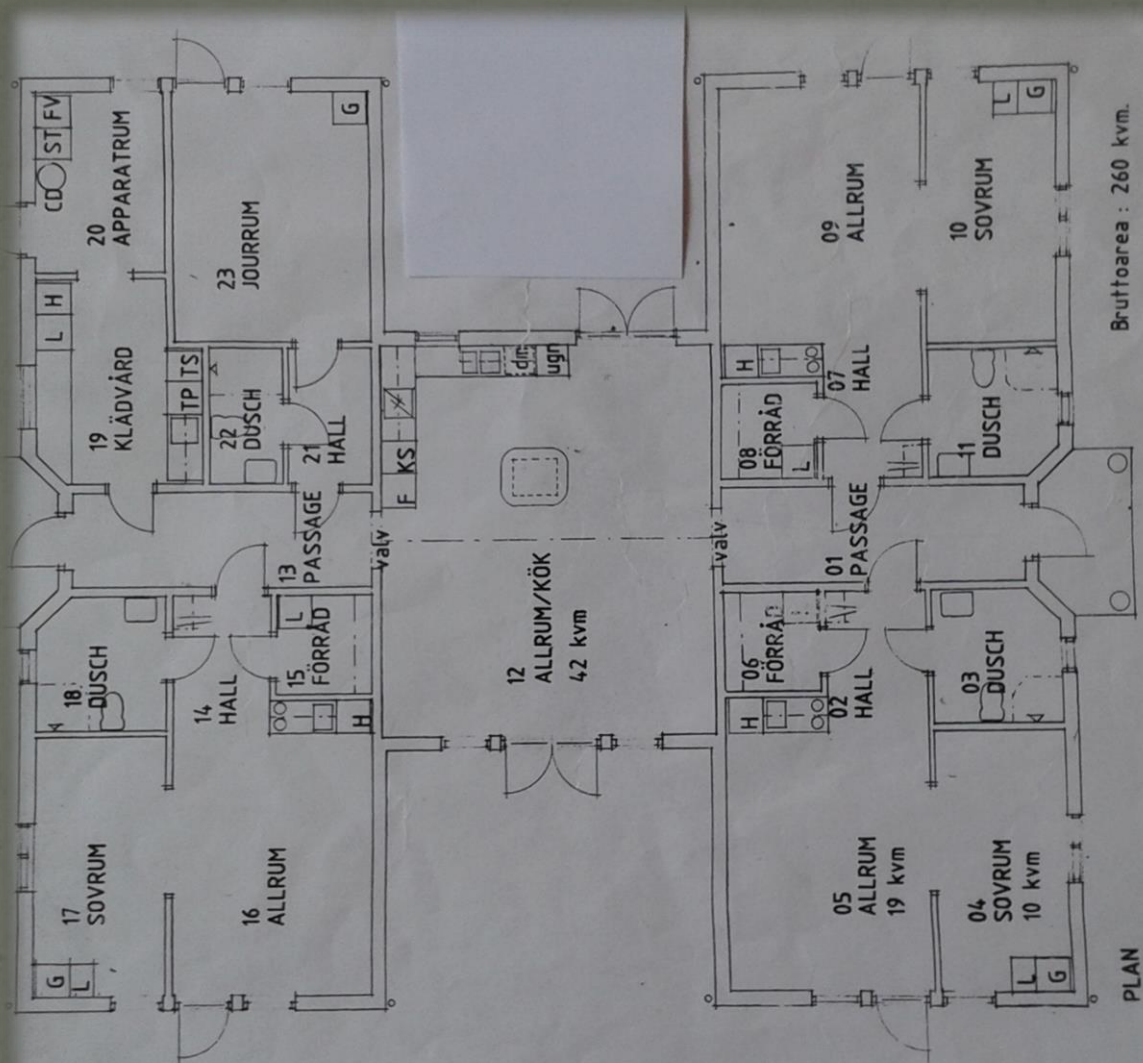 17
SOVRUM
G
L
16
ALLRUM
18
DUSCH
14
HALL
H
15
FÖRRÅD
L
13
PASSAGE
valv
19
KLÄDVÅRD
L H
TP TS
20
APPARATRUM
CD ST FV
22
DUSCH
21
HALL
23
JOURRUM
G
F KS
dm
ugn
12
ALLRUM/KÖK
42 kvm
valv
05
ALLRUM
19 kvm
04
SOVRUM
10 kvm
L
G
H
02
HALL
06
FÖRRÅD
03
DUSCH
01
PASSAGE
08
FÖRRÅD
L
H
07
HALL
11
DUSCH
09
ALLRUM
10
SOVRUM
L
G
PLAN
Bruttoarea : 260 kvm.